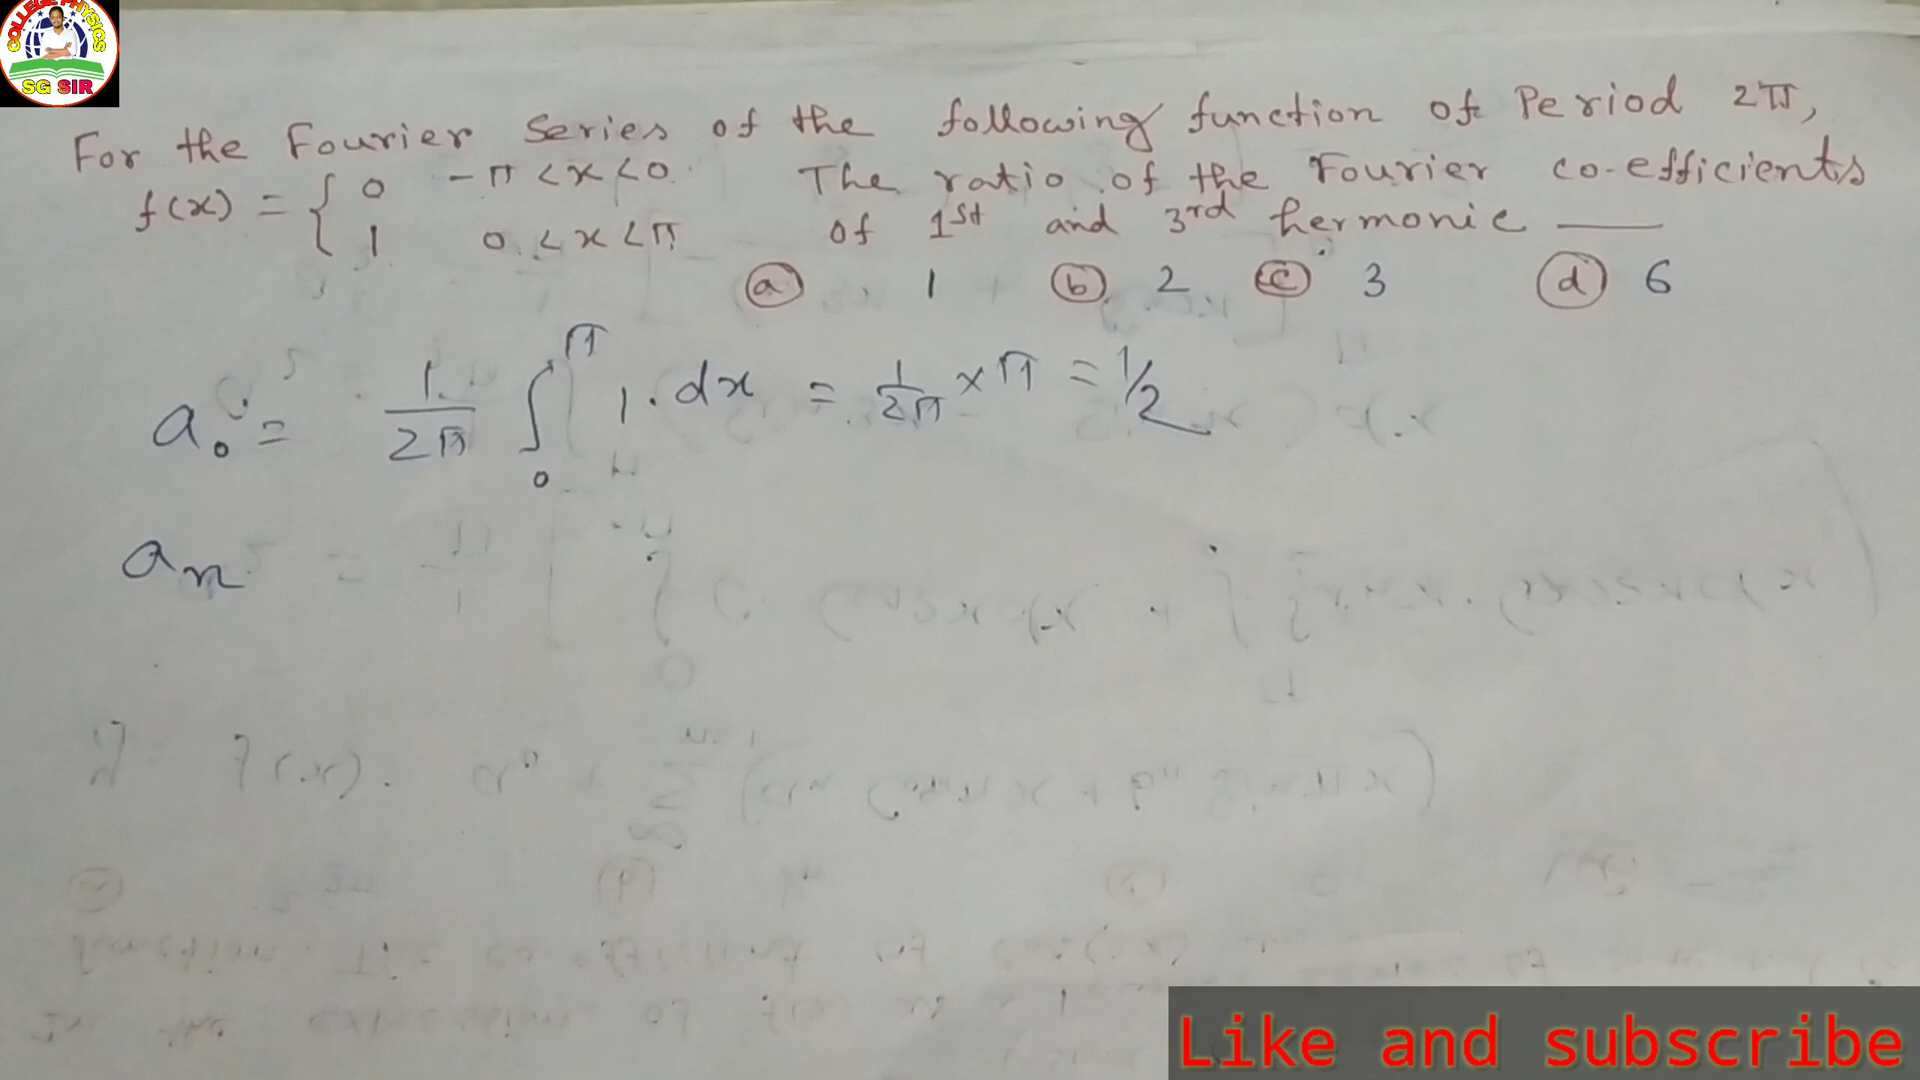 COLLEGE PHYSICS
SG SIR
For the Fourier Series of the following function of Period 2π,
f(x) = { 0 -π < x < 0 The ratio of the Fourier co-efficients
1 0 < x < π of 1st and 3rd hermonic ____
(a) 1 (b) 2 (c) 3 (d) 6
a₀ = 1/2π ∫₀^π 1. dx = 1/2π × π = 1/2
aₙ
Like and subscribe